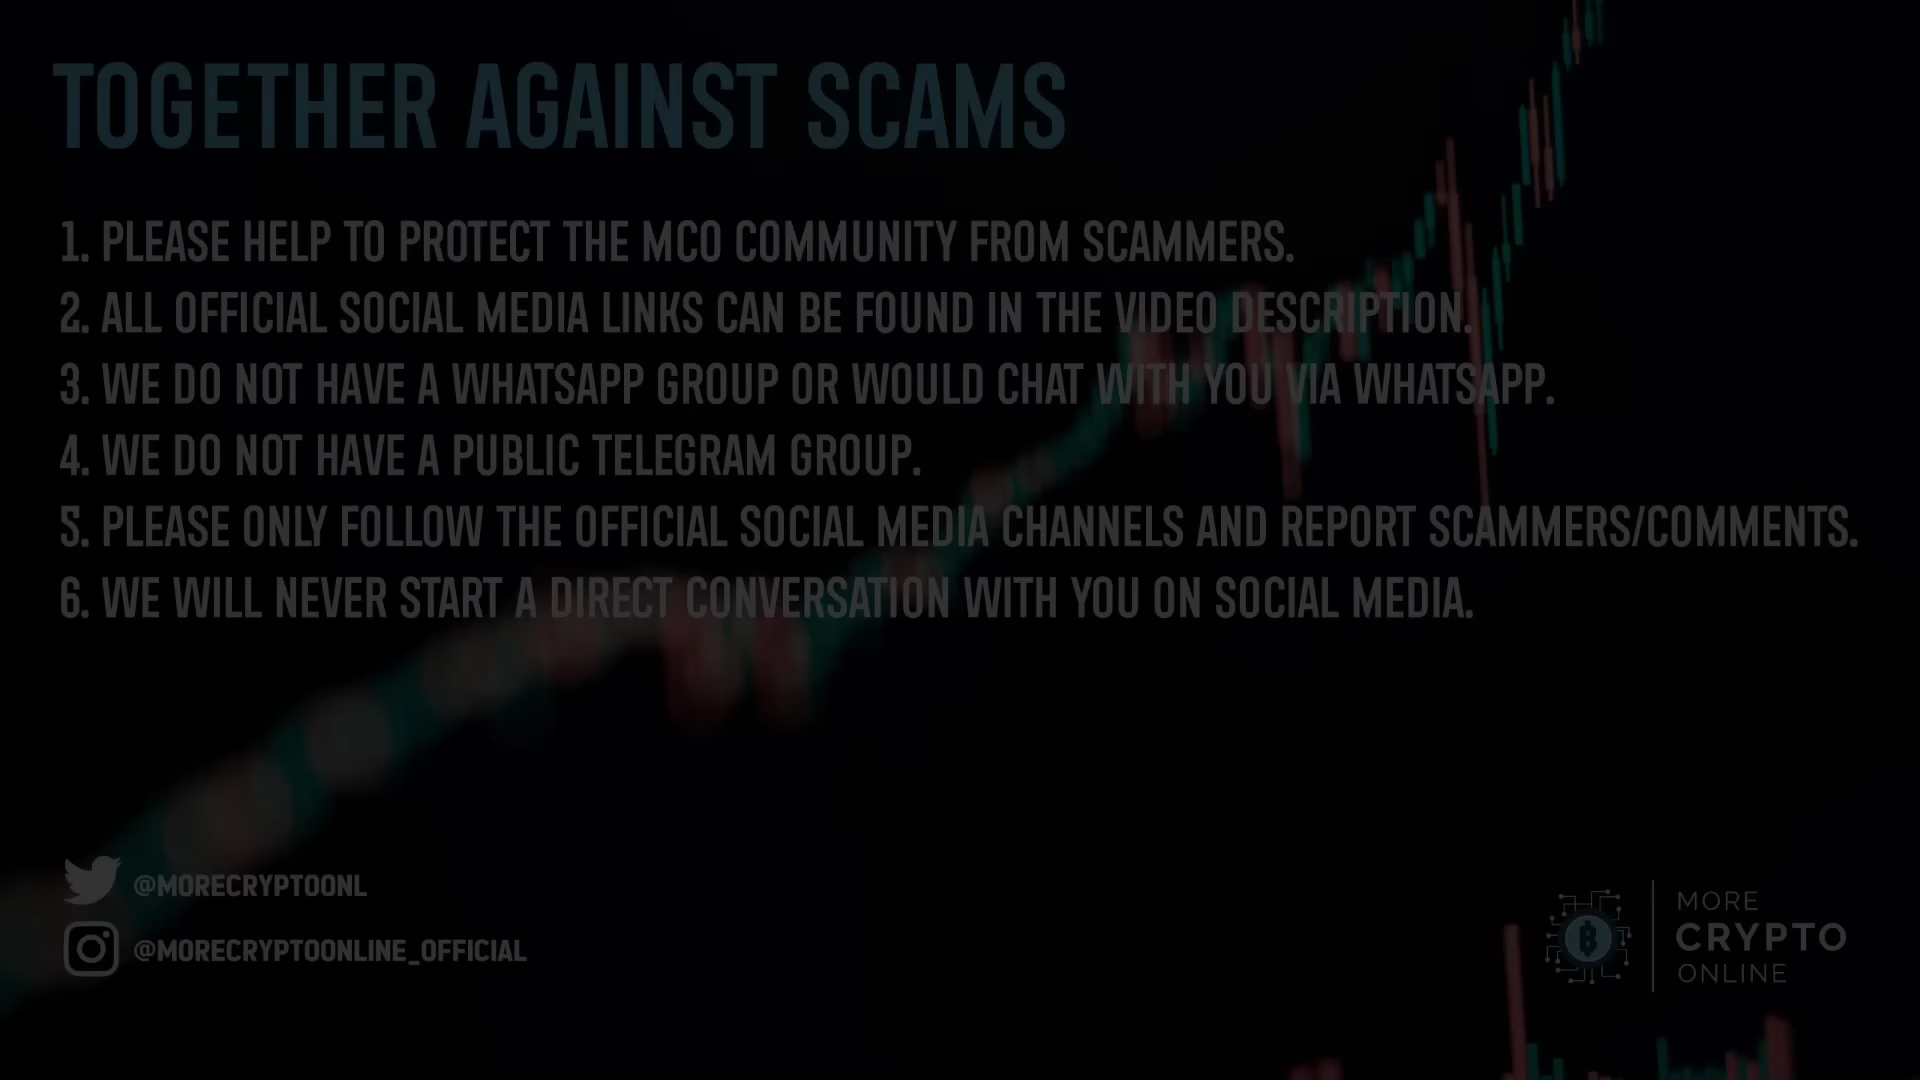 TOGETHER AGAINST SCAMS
1. PLEASE HELP TO PROTECT THE MCO COMMUNITY FROM SCAMMERS.
2. ALL OFFICIAL SOCIAL MEDIA LINKS CAN BE FOUND IN THE VIDEO DESCRIPTION.
3. WE DO NOT HAVE A WHATSAPP GROUP OR WOULD CHAT WITH YOU VIA WHATSAPP.
4. WE DO NOT HAVE A PUBLIC TELEGRAM GROUP.
5. PLEASE ONLY FOLLOW THE OFFICIAL SOCIAL MEDIA CHANNELS AND REPORT SCAMMERS/COMMENTS.
6. WE WILL NEVER START A DIRECT CONVERSATION WITH YOU ON SOCIAL MEDIA.
@MORECRYPTOONL
@MORECRYPTOONLINE_OFFICIAL
MORE
CRYPTO
ONLINE